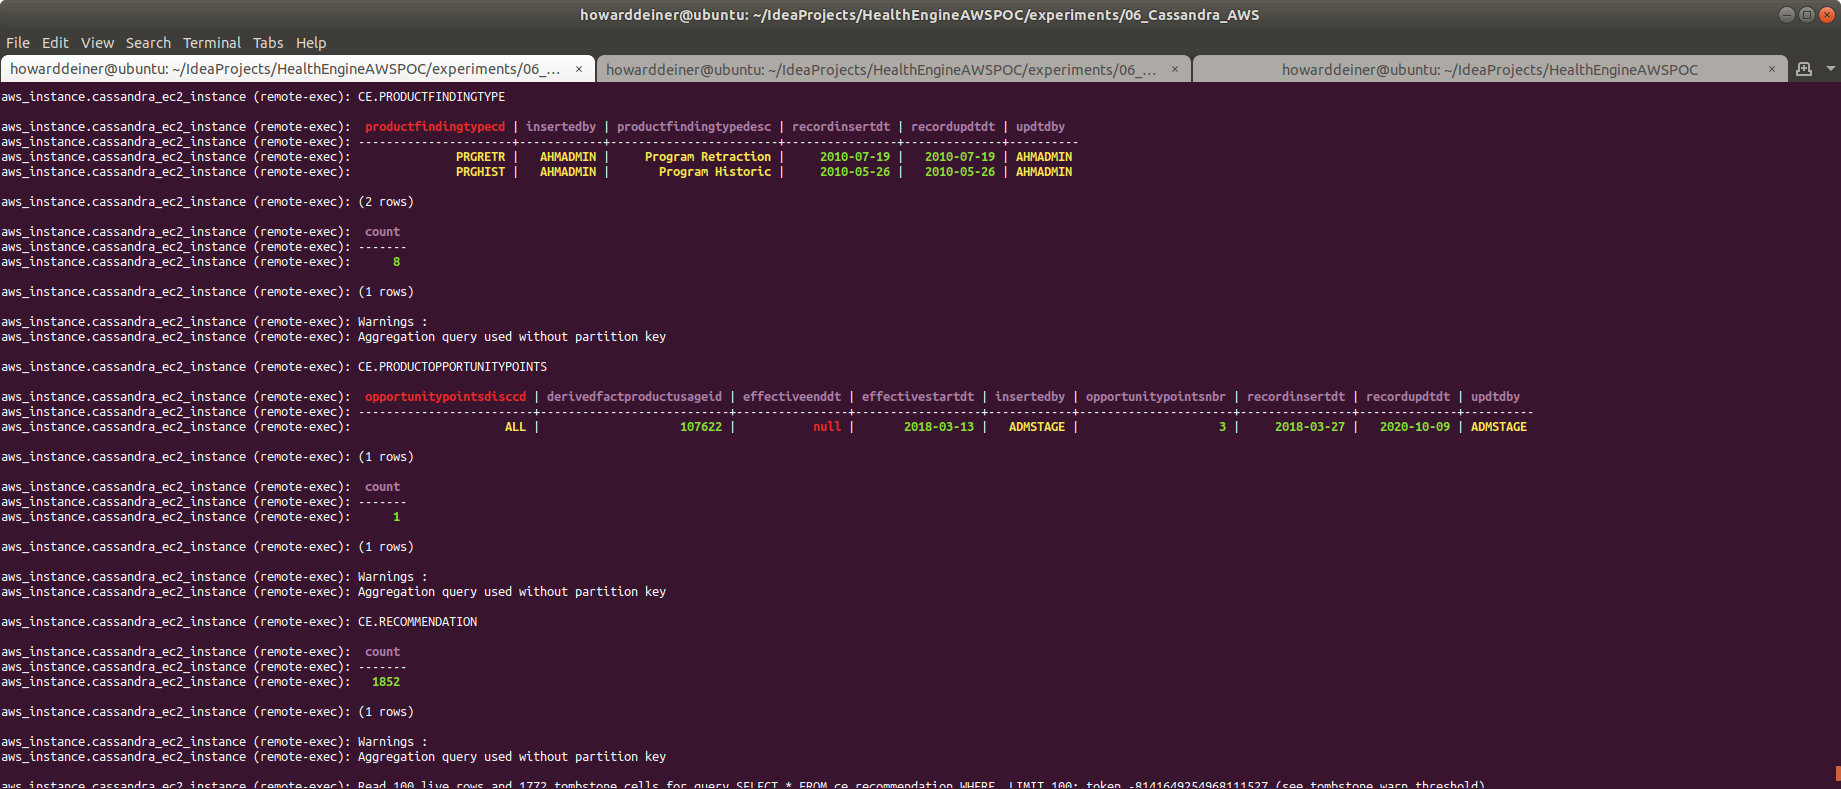 howarddeiner@ubuntu: ~/IdeaProjects/HealthEngineAWSPOC/experiments/06_Cassandra_AWS
File Edit View Search Terminal Tabs Help
howarddeiner@ubuntu: ~/IdeaProjects/HealthEngineAWSPOC/experiments/06_... × howarddeiner@ubuntu: ~/IdeaProjects/HealthEngineAWSPOC/experiments/06_... × howarddeiner@ubuntu: ~/IdeaProjects/HealthEngineAWSPOC ×
aws_instance.cassandra_ec2_instance (remote-exec): CE.PRODUCTFINDINGTYPE
aws_instance.cassandra_ec2_instance (remote-exec):  productfindingtypecd | insertedby | productfindingtypedesc | recordinsertdt | recordupdtdt | updtdby
aws_instance.cassandra_ec2_instance (remote-exec): ----------------------+------------+------------------------+----------------+--------------+----------
aws_instance.cassandra_ec2_instance (remote-exec):               PRGRETR |   AHMADMIN |     Program Retraction |     2010-07-19 |   2010-07-19 | AHMADMIN
aws_instance.cassandra_ec2_instance (remote-exec):               PRGHIST |   AHMADMIN |       Program Historic |     2010-05-26 |   2010-05-26 | AHMADMIN
aws_instance.cassandra_ec2_instance (remote-exec): (2 rows)
aws_instance.cassandra_ec2_instance (remote-exec):  count
aws_instance.cassandra_ec2_instance (remote-exec): -------
aws_instance.cassandra_ec2_instance (remote-exec):      8
aws_instance.cassandra_ec2_instance (remote-exec): (1 rows)
aws_instance.cassandra_ec2_instance (remote-exec): Warnings :
aws_instance.cassandra_ec2_instance (remote-exec): Aggregation query used without partition key
aws_instance.cassandra_ec2_instance (remote-exec): CE.PRODUCTOPPORTUNITYPOINTS
aws_instance.cassandra_ec2_instance (remote-exec):  opportunitypointsdisccd | derivedfactproductusageid | effectiveenddt | effectivestartdt | insertedby | opportunitypointsnbr | recordinsertdt | recordupdtdt | updtdby
aws_instance.cassandra_ec2_instance (remote-exec): -------------------------+---------------------------+----------------+------------------+------------+----------------------+----------------+--------------+----------
aws_instance.cassandra_ec2_instance (remote-exec):                      ALL |                    107622 |           null |       2018-03-13 |   ADMSTAGE |                    3 |     2018-03-27 |   2020-10-09 | ADMSTAGE
aws_instance.cassandra_ec2_instance (remote-exec): (1 rows)
aws_instance.cassandra_ec2_instance (remote-exec):  count
aws_instance.cassandra_ec2_instance (remote-exec): -------
aws_instance.cassandra_ec2_instance (remote-exec):      1
aws_instance.cassandra_ec2_instance (remote-exec): (1 rows)
aws_instance.cassandra_ec2_instance (remote-exec): Warnings :
aws_instance.cassandra_ec2_instance (remote-exec): Aggregation query used without partition key
aws_instance.cassandra_ec2_instance (remote-exec): CE.RECOMMENDATION
aws_instance.cassandra_ec2_instance (remote-exec):  count
aws_instance.cassandra_ec2_instance (remote-exec): -------
aws_instance.cassandra_ec2_instance (remote-exec):   1852
aws_instance.cassandra_ec2_instance (remote-exec): (1 rows)
aws_instance.cassandra_ec2_instance (remote-exec): Warnings :
aws_instance.cassandra_ec2_instance (remote-exec): Aggregation query used without partition key
aws_instance.cassandra_ec2_instance (remote-exec): Read 100 live rows and 1772 tombstone cells for query SELECT * FROM ce.recommendation WHERE  LIMIT 100; token -8141649254968111527 (see tombstone_warn_threshold)